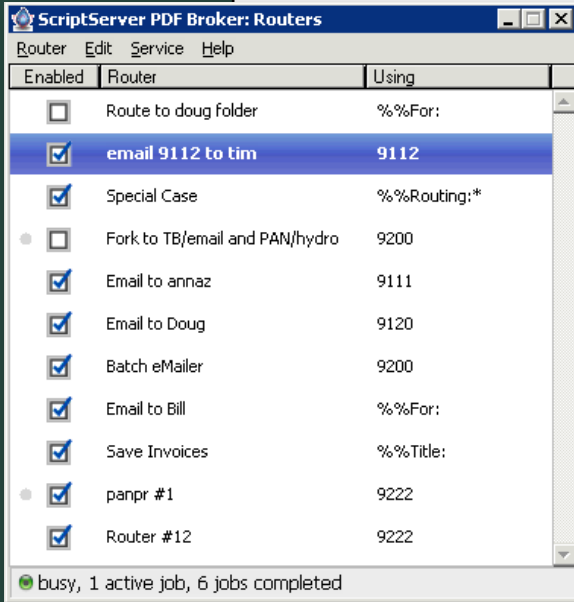 ScriptServer PDF Broker: Routers
Router Edit Service Help
Enabled Router Using
Route to doug folder %%For:
email 9112 to tim 9112
Special Case %%Routing:*
Fork to TB/email and PAN/hydro 9200
Email to annaz 9111
Email to Doug 9120
Batch eMailer 9200
Email to Bill %%For:
Save Invoices %%Title:
panpr #1 9222
Router #12 9222
busy, 1 active job, 6 jobs completed